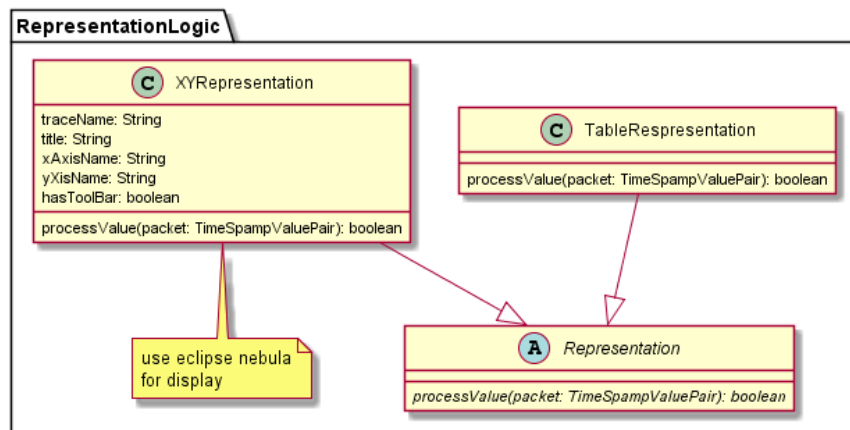 RepresentationLogic
C XYRepresentation
traceName: String
title: String
xAxisName: String
yXisName: String
hasToolBar: boolean
processValue(packet: TimeSpampValuePair): boolean
C TableRespresentation
processValue(packet: TimeSpampValuePair): boolean
use eclipse nebula
for display
A Representation
processValue(packet: TimeSpampValuePair): boolean